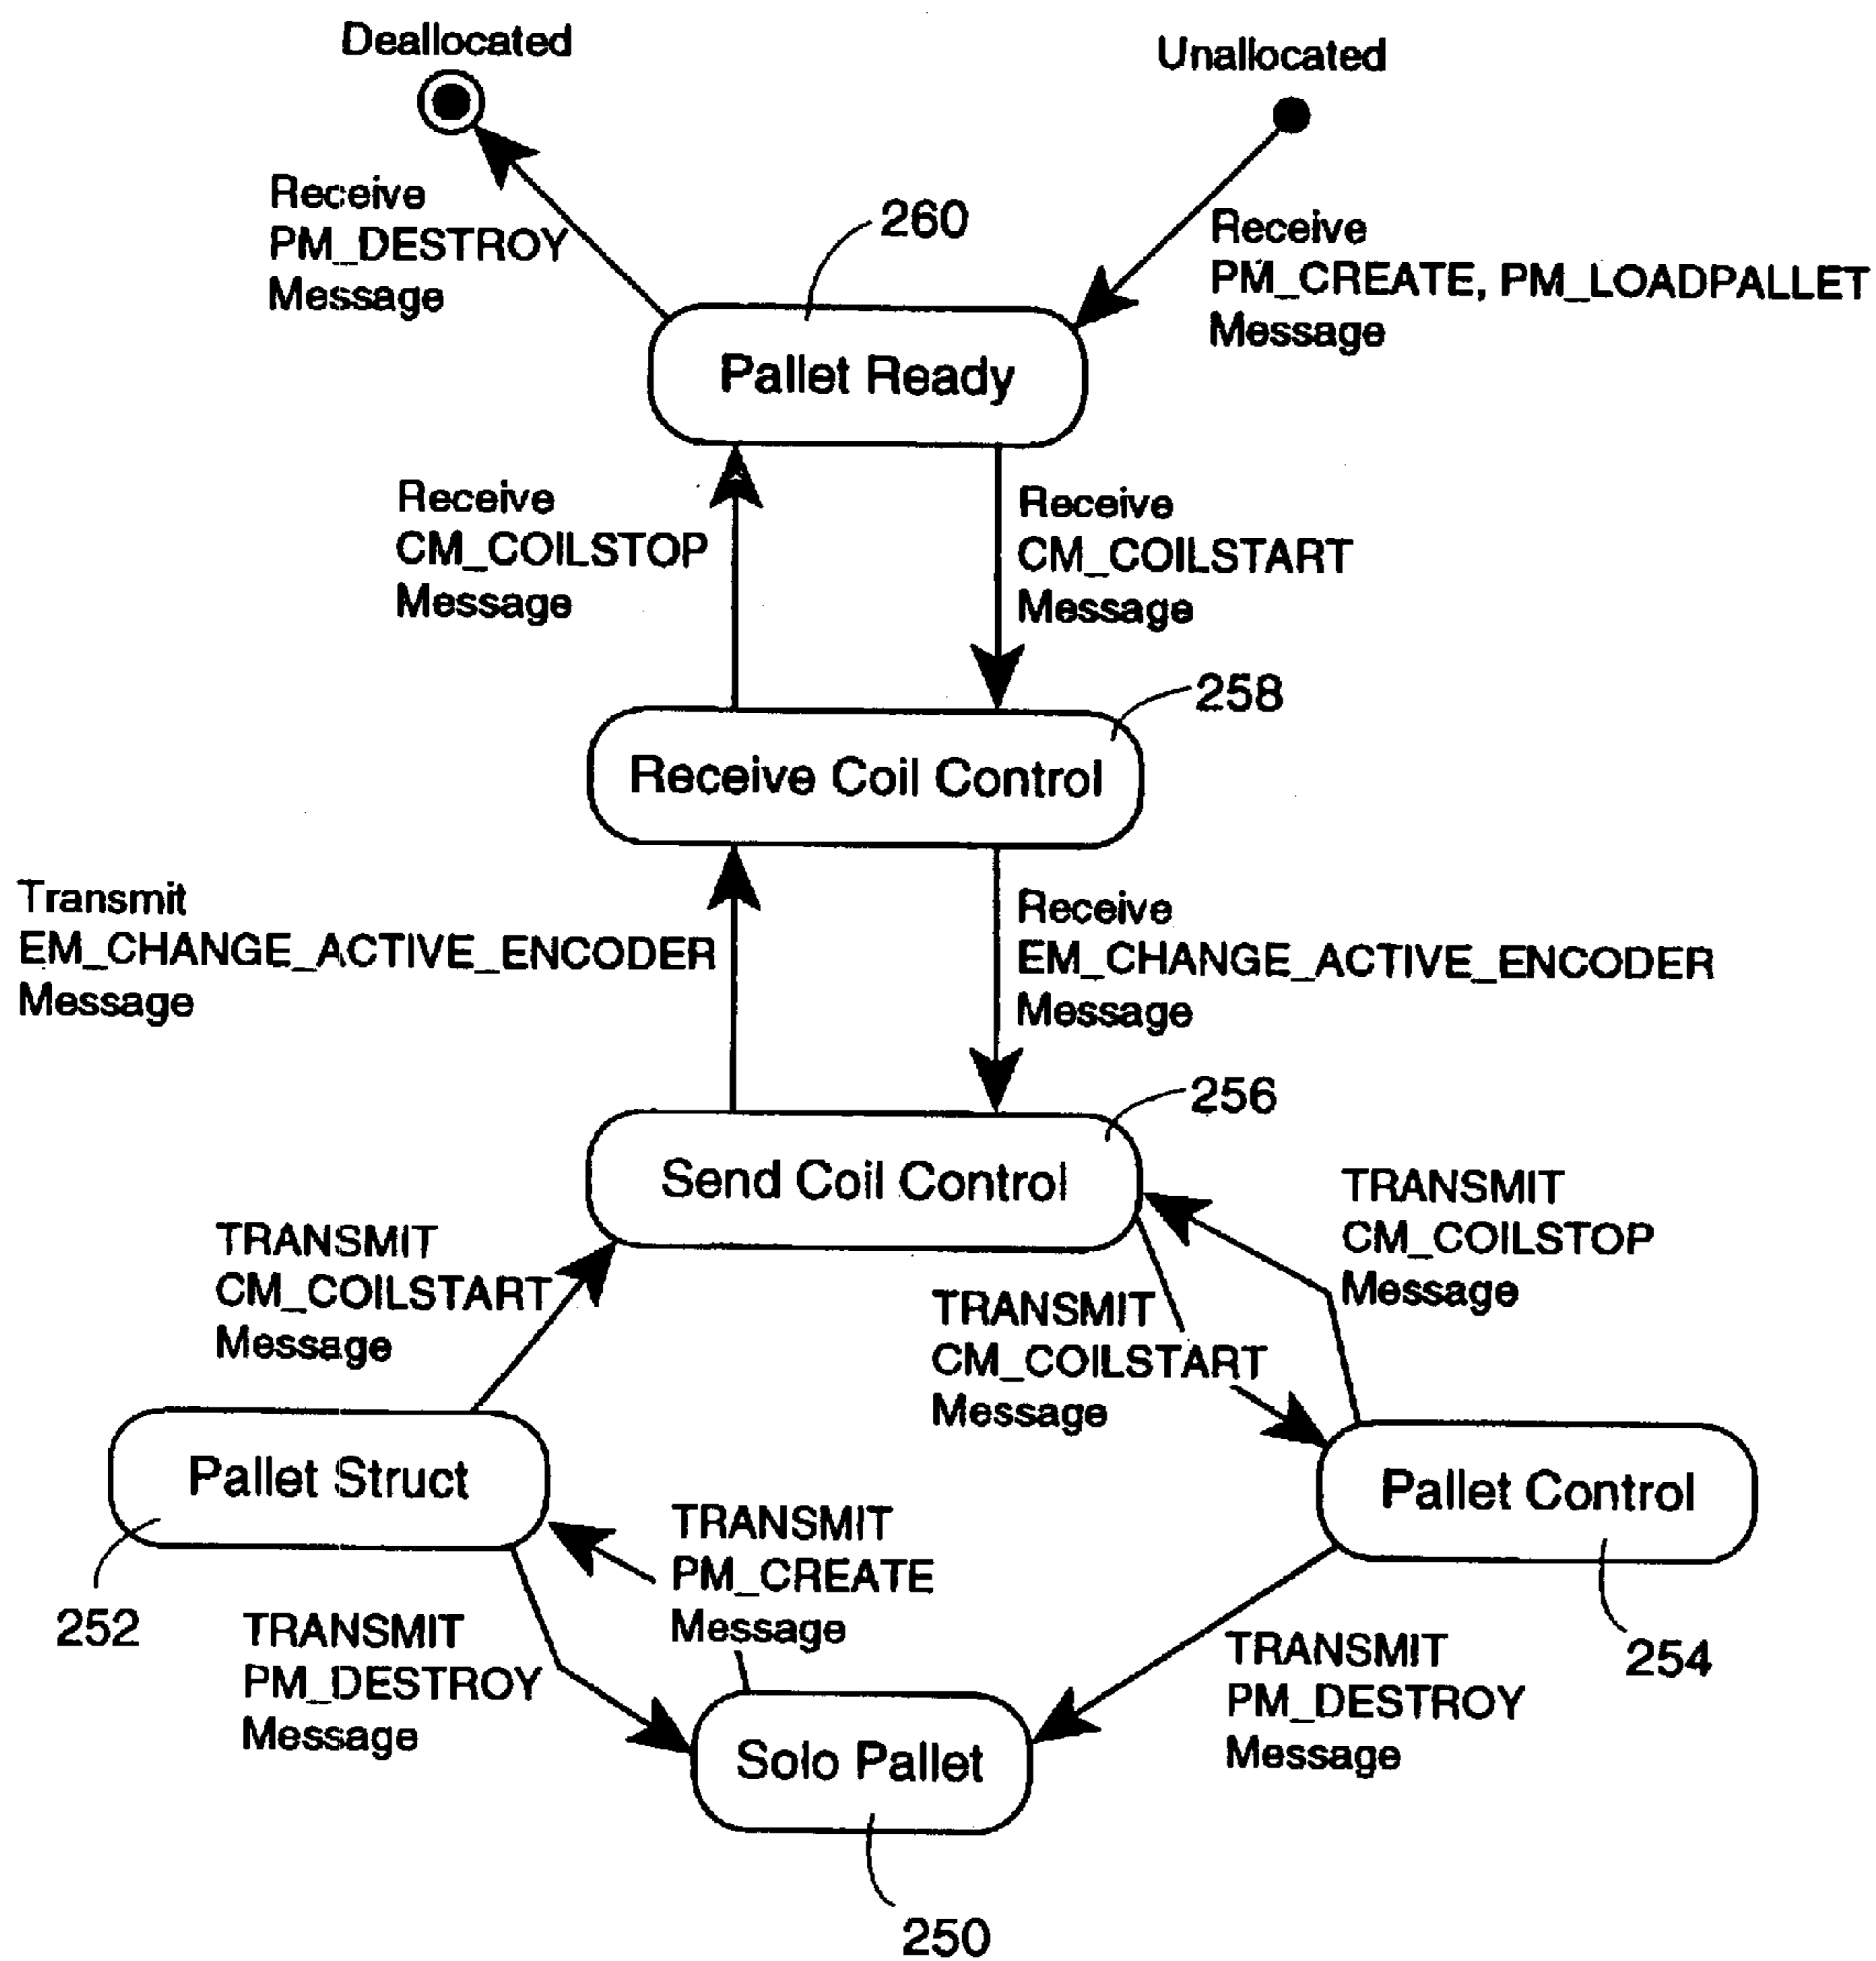 Deallocated
Unallocated
Receive
PM_DESTROY
Message
260
Receive
PM_CREATE, PM_LOADPALLET
Message
Pallet Ready
Receive
CM_COILSTOP
Message
Receive
CM_COILSTART
Message
258
Receive Coil Control
Transmit
EM_CHANGE_ACTIVE_ENCODER
Message
Receive
EM_CHANGE_ACTIVE_ENCODER
Message
256
Send Coil Control
TRANSMIT
CM_COILSTOP
Message
TRANSMIT
CM_COILSTART
Message
TRANSMIT
CM_COILSTART
Message
Pallet Struct
Pallet Control
TRANSMIT
PM_CREATE
Message
252
TRANSMIT
PM_DESTROY
Message
254
TRANSMIT
PM_DESTROY
Message
Solo Pallet
250